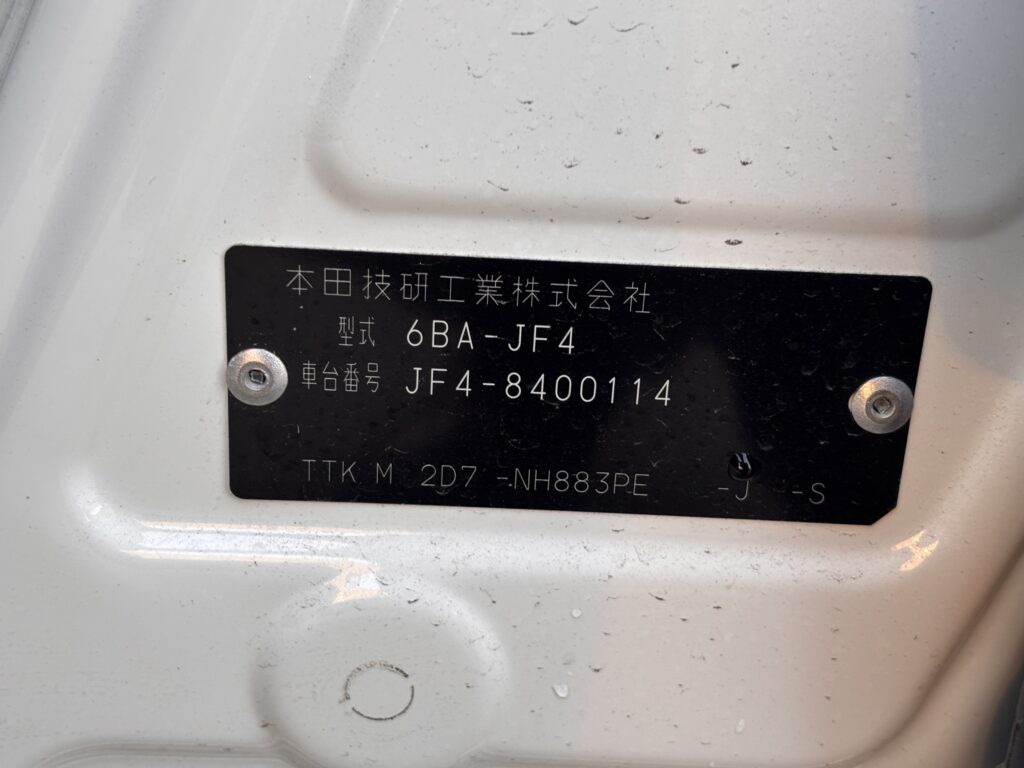 本田技研工業株式会社
型式 6BA-JF4
車台番号 JF4-8400114
TTK M 2D7 -NH883PE -J -S